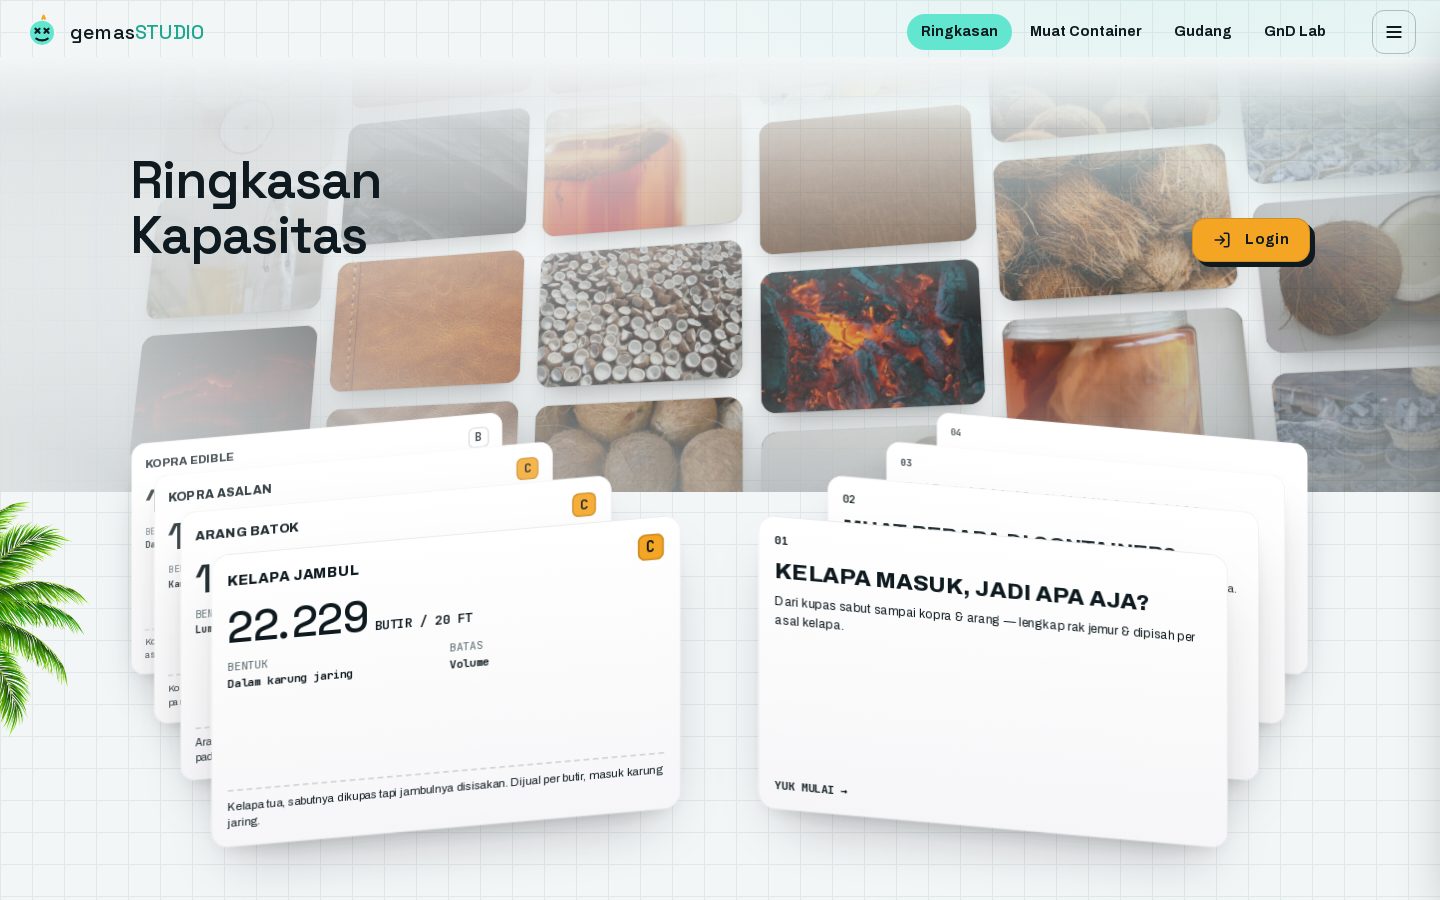 gemasSTUDIO
Ringkasan
Muat Container
Gudang
GnD Lab
Ringkasan
Kapasitas
Login
KOPRA EDIBLE
B
KOPRA ASALAN
C
ARANG BATOK
C
KELAPA JAMBUL
C
22.229 BUTIR / 20 FT
BENTUK
BATAS
Dalam karung jaring
Volume
Kelapa tua, sabutnya dikupas tapi jambulnya disisakan. Dijual per butir, masuk karung
jaring.
04
03
02
01
KELAPA MASUK, JADI APA AJA?
Dari kupas sabut sampai kopra & arang — lengkap rak jemur & dipisah per
asal kelapa.
YUK MULAI →